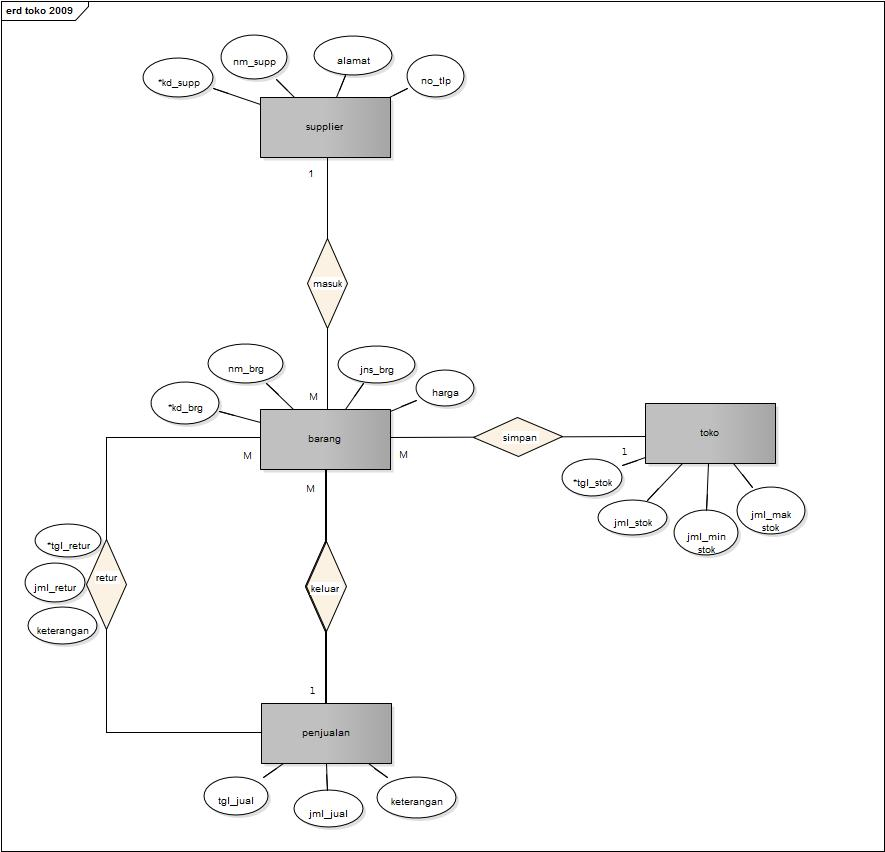 erd toko 2009
*kd_supp
nm_supp
alamat
no_tlp
supplier
1
masuk
M
*kd_brg
nm_brg
jns_brg
harga
barang
M
M
M
simpan
1
toko
*tgl_stok
jml_stok
jml_min
stok
jml_mak
stok
*tgl_retur
jml_retur
keterangan
retur
keluar
1
penjualan
tgl_jual
jml_jual
keterangan